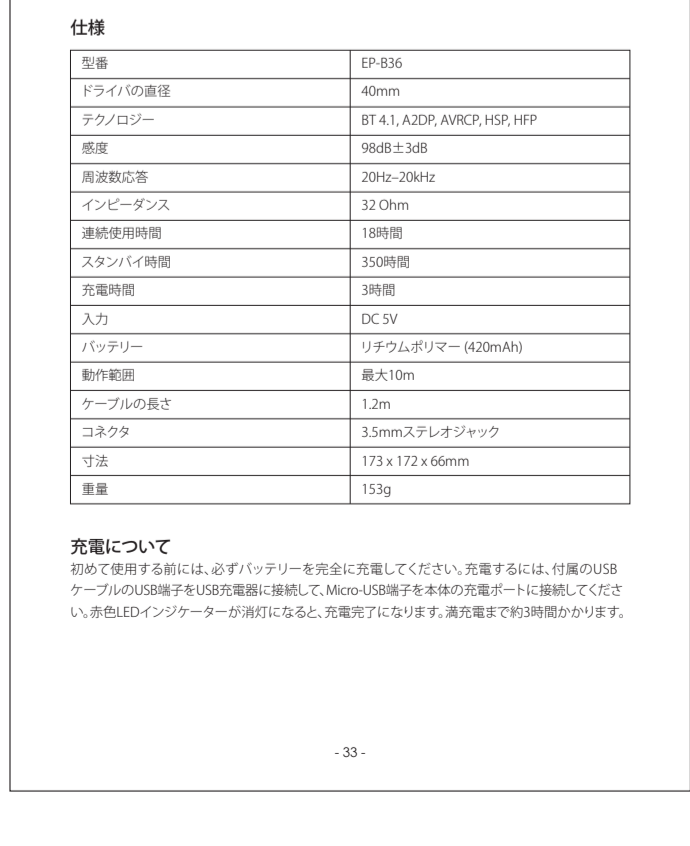 仕様
型番 EP-B36
ドライバの直径 40mm
テクノロジー BT 4.1, A2DP, AVRCP, HSP, HFP
感度 98dB±3dB
周波数応答 20Hz–20kHz
インピーダンス 32 Ohm
連続使用時間 18時間
スタンバイ時間 350時間
充電時間 3時間
入力 DC 5V
バッテリー リチウムポリマー (420mAh)
動作範囲 最大10m
ケーブルの長さ 1.2m
コネクタ 3.5mmステレオジャック
寸法 173 x 172 x 66mm
重量 153g
充電について
初めて使用する前には、必ずバッテリーを完全に充電してください。充電するには、付属のUSB
ケーブルのUSB端子をUSB充電器に接続して、Micro-USB端子を本体の充電ポートに接続してくださ
い。赤色LEDインジケーターが消灯になると、充電完了になります。満充電まで約3時間かかります。
- 33 -